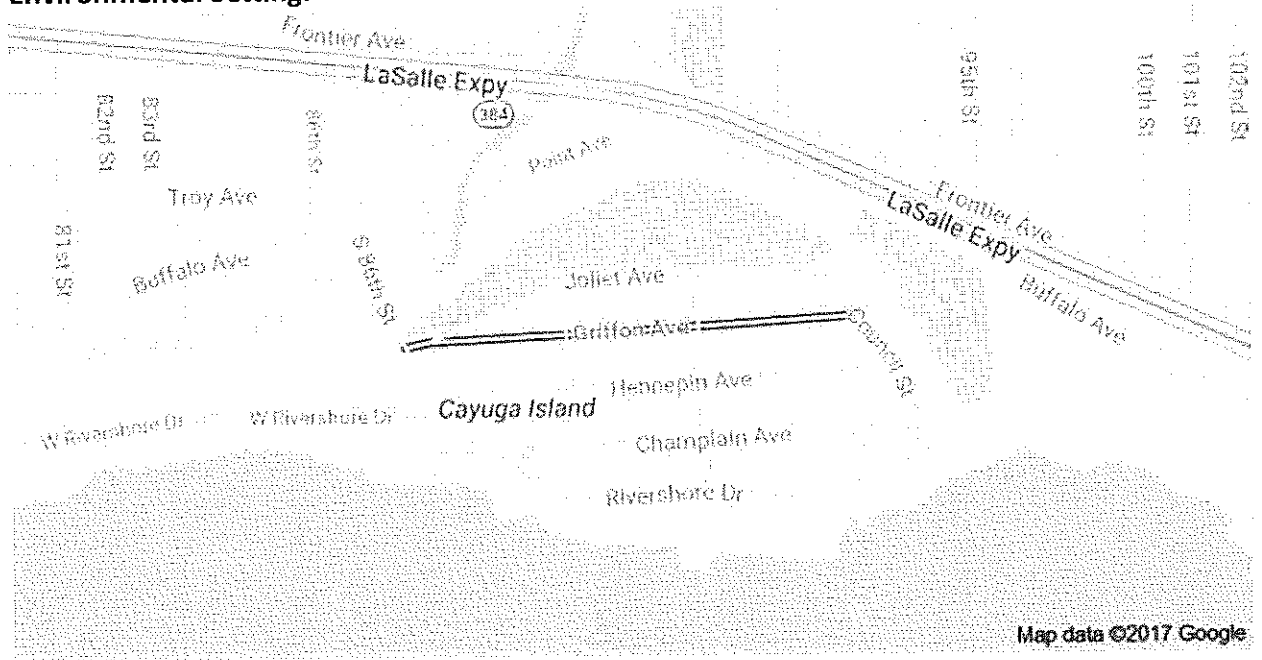 Environmental Setting:
Frontier Ave
LaSalle Expy
384
95th St
100th St
101st St
102nd St
82nd St
83rd St
86th St
Point Ave
Troy Ave
Frontier Ave
LaSalle Expy
81st St
Buffalo Ave
S 86th St
Joliet Ave
Buffalo Ave
Griffon Ave
Council St
Hennepin Ave
Cayuga Island
W Rivershore Dr
W Rivershore Dr
Champlain Ave
Rivershore Dr
Map data ©2017 Google